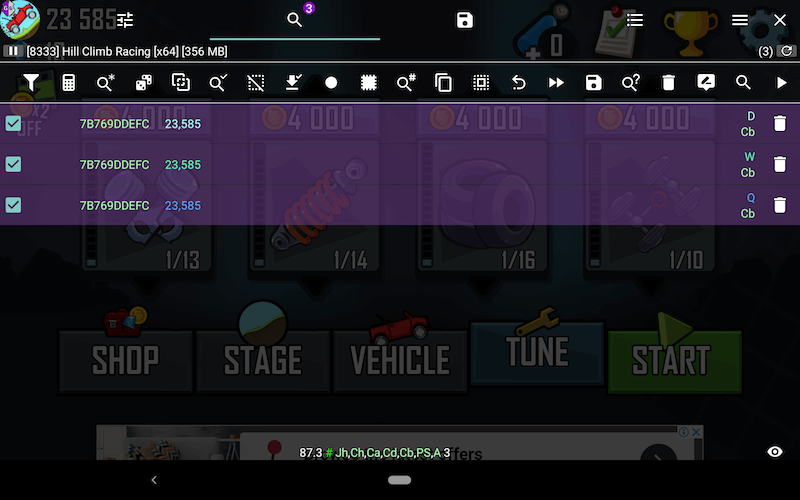 23 585
3
[8333] Hill Climb Racing [x64] [356 MB]
(3)
0
X2
OFF
4 000 4 000 4 000 4 000
7B769DDEFC 23,585 D
Cb
7B769DDEFC 23,585 W
Cb
7B769DDEFC 23,585 Q
Cb
1/13 1/14 1/16 1/10
SHOP STAGE VEHICLE TUNE START
87.3 # Jh,Ch,Ca,Cd,Cb,PS,A 3